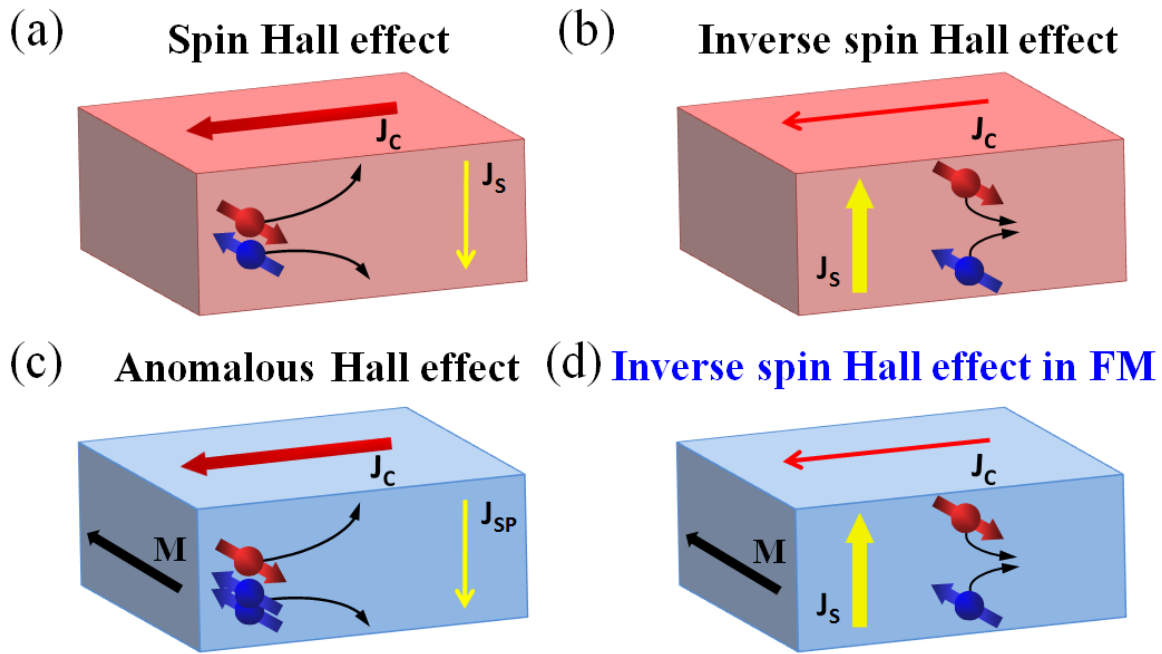 (a) Spin Hall effect
(b) Inverse spin Hall effect
J_C
J_S
J_C
J_S
(c) Anomalous Hall effect
(d) Inverse spin Hall effect in FM
J_C
J_SP
M
J_C
M
J_S